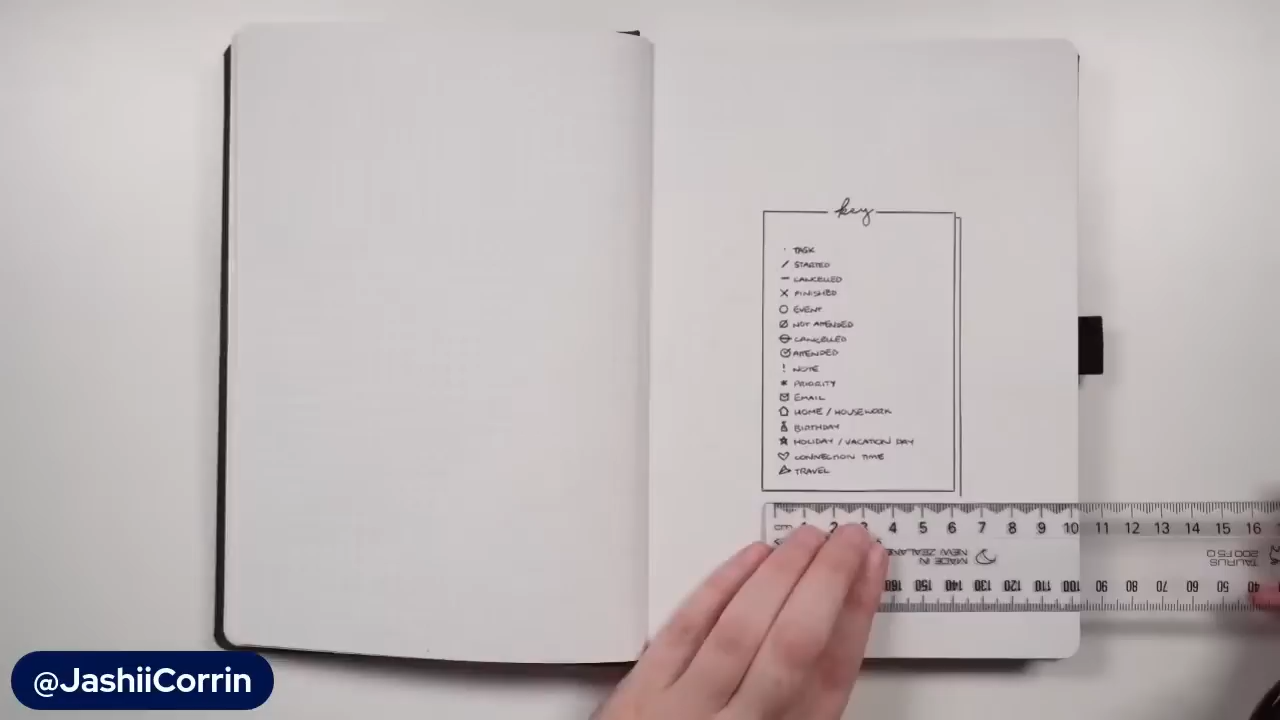 key
· TASK
/ STARTED
– CANCELLED
× FINISHED
○ EVENT
NOT ATTENDED
CANCELLED
ATTENDED
! NOTE
* PRIORITY
EMAIL
HOME / HOUSEWORK
BIRTHDAY
★ HOLIDAY / VACATION DAY
♡ CONNECTION TIME
TRAVEL
cm 1 2 3 4 5 6 7 8 9 10 11 12 13 14 15 16
MADE IN
NEW ZEALAND
TAURUS
160 150 140 130 120 110 100 90 80 70 60 50 40
@JashiiCorrin